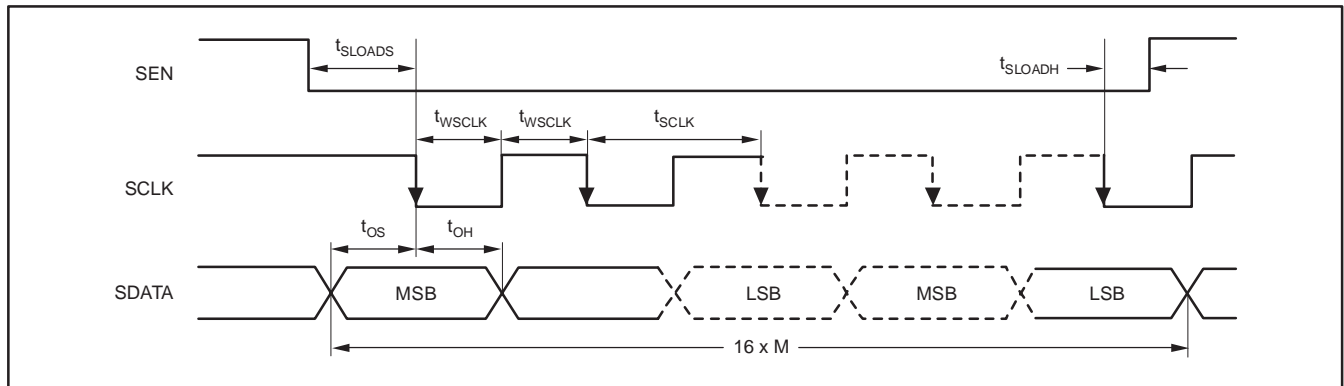 t_SLOADS
SEN
t_SLOADH
t_WSCLK t_WSCLK t_SCLK
SCLK
t_OS t_OH
SDATA MSB LSB MSB LSB
16 x M